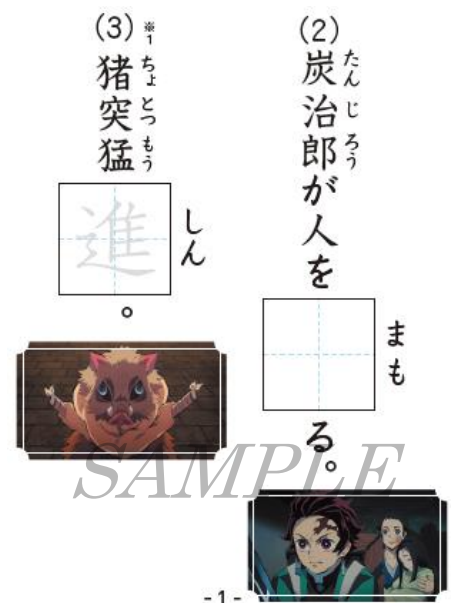 (2)
炭治郎が人を
たん じ ろう
まも
る。
(3)
※1
猪突猛進。
ちょ とつ もう
しん
SAMPLE
- 1 -